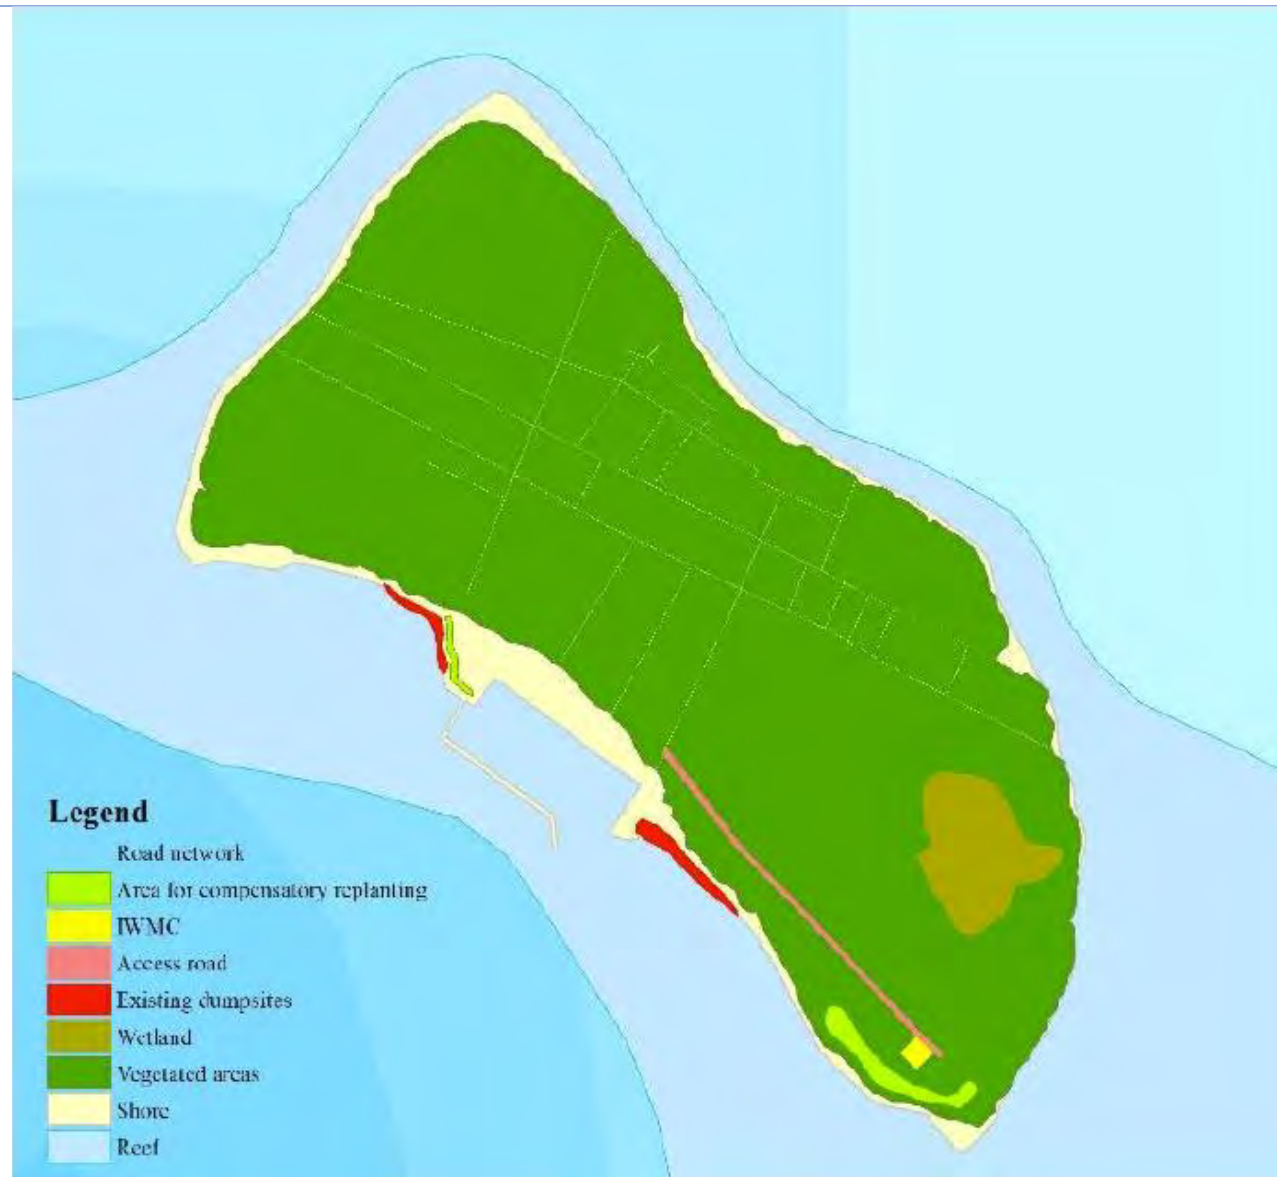 Legend
Road network
Area for compensatory replanting
IWMC
Access road
Existing dumpsites
Wetland
Vegetated areas
Shore
Reef